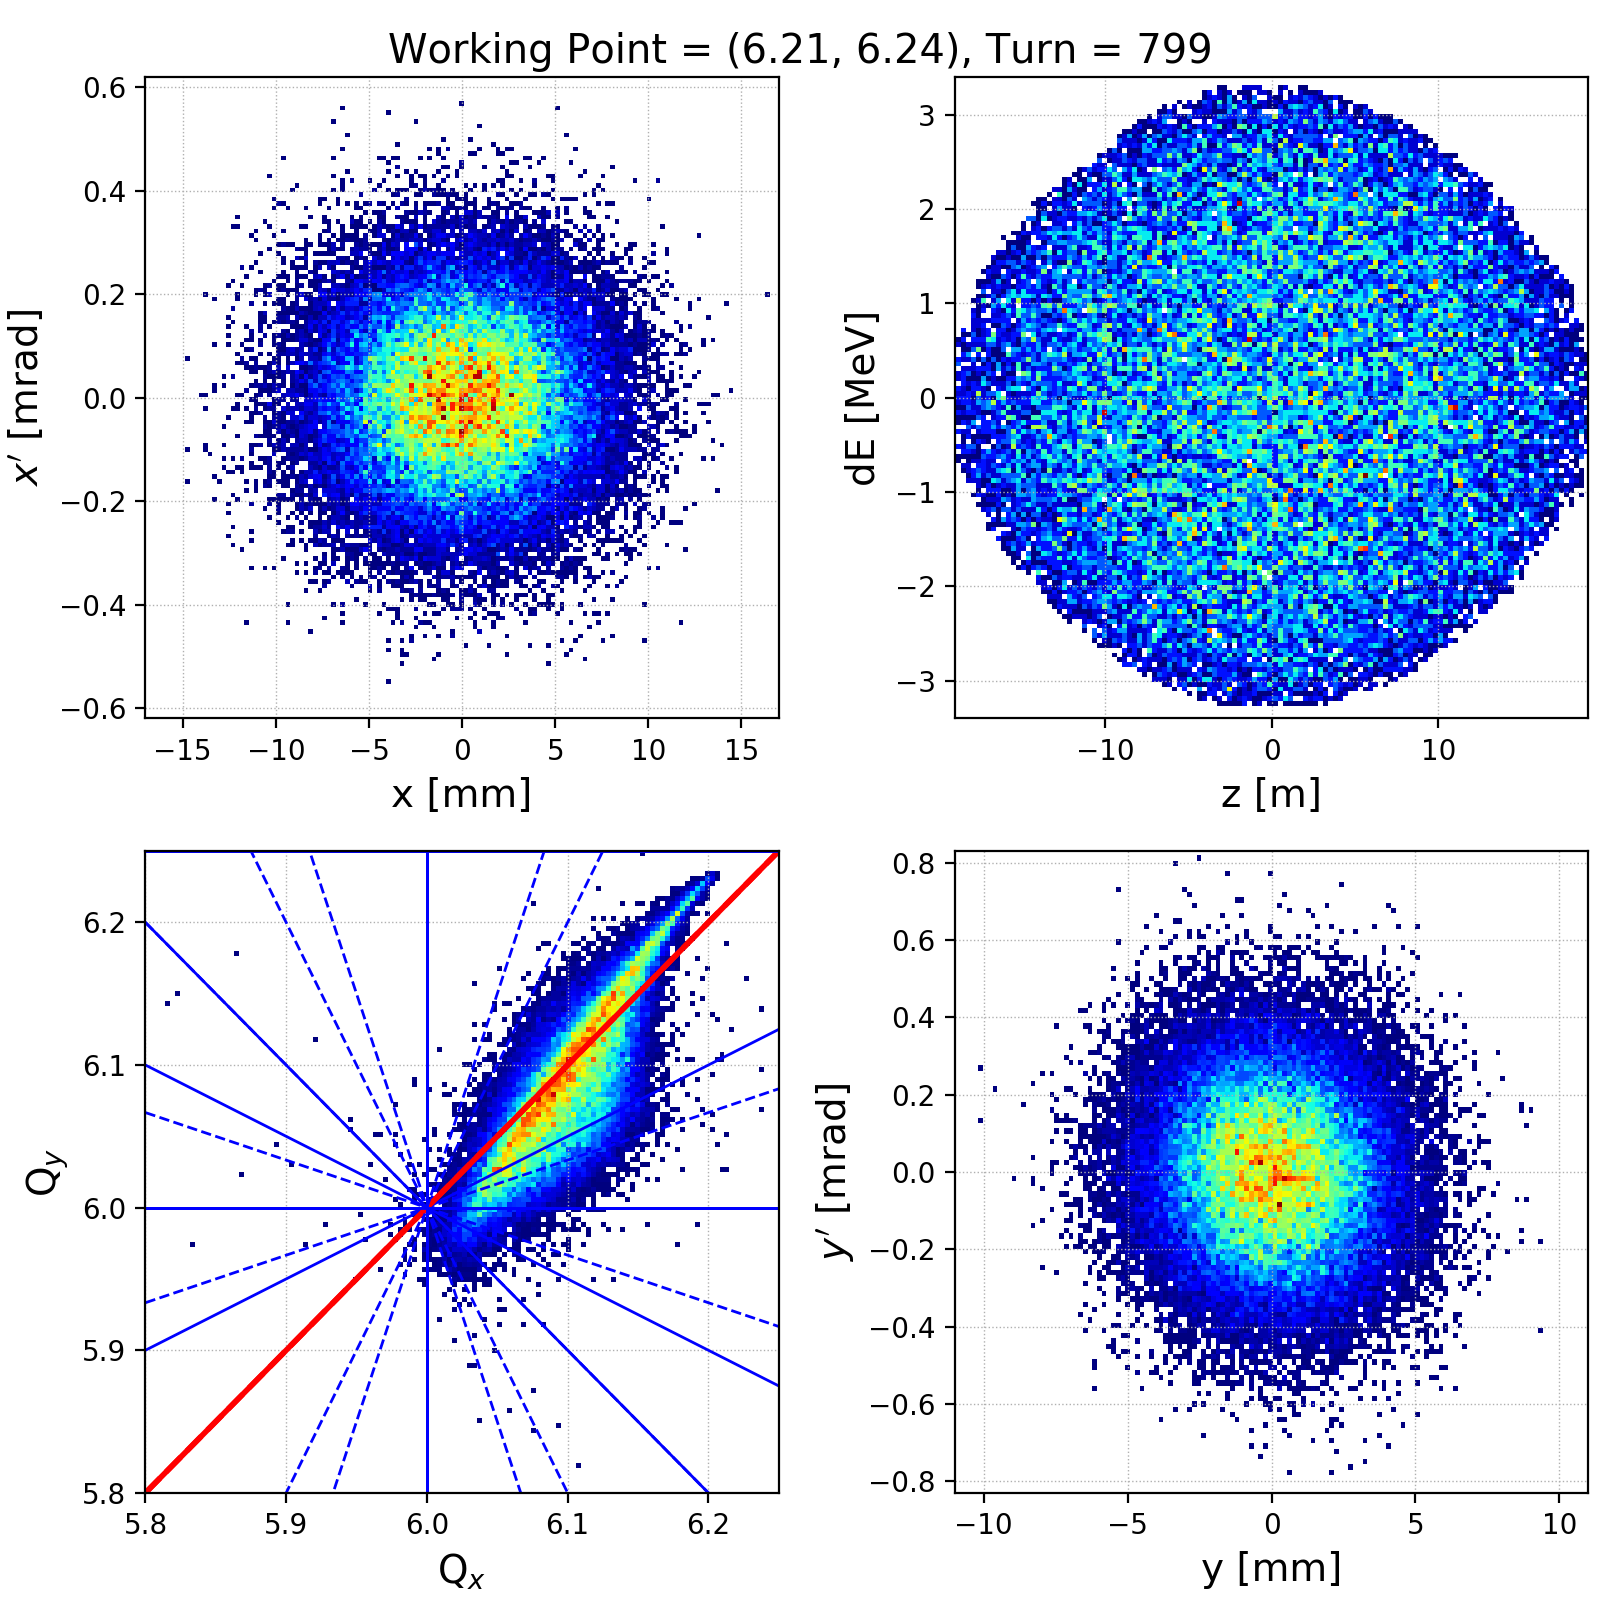 Working Point = (6.21, 6.24), Turn = 799
0.6
0.4
0.2
0.0
−0.2
−0.4
−0.6
x′ [mrad]
−15 −10 −5 0 5 10 15
x [mm]
3
2
1
0
−1
−2
−3
dE [MeV]
−10 0 10
z [m]
6.2
6.1
6.0
5.9
5.8
Qy
5.8 5.9 6.0 6.1 6.2
Qx
0.8
0.6
0.4
0.2
0.0
−0.2
−0.4
−0.6
−0.8
y′ [mrad]
−10 −5 0 5 10
y [mm]